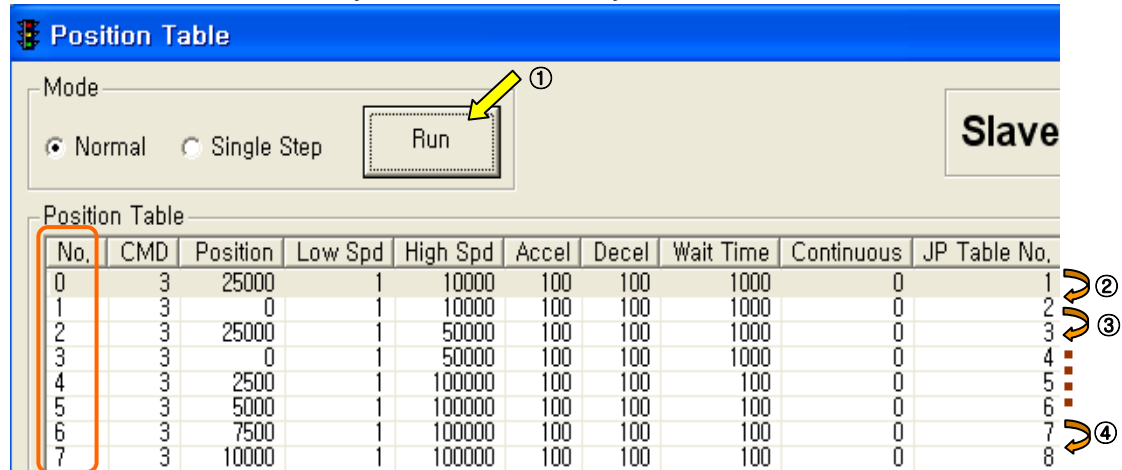 Position Table
①
Mode
Normal Single Step Run
Slave
Position Table
No. CMD Position Low Spd High Spd Accel Decel Wait Time Continuous JP Table No.
0 3 25000 1 10000 100 100 1000 0 1
②
1 3 0 1 10000 100 100 1000 0 2
③
2 3 25000 1 50000 100 100 1000 0 3
3 3 0 1 50000 100 100 1000 0 4
4 3 2500 1 100000 100 100 100 0 5
5 3 5000 1 100000 100 100 100 0 6
6 3 7500 1 100000 100 100 100 0 7
④
7 3 10000 1 100000 100 100 100 0 8